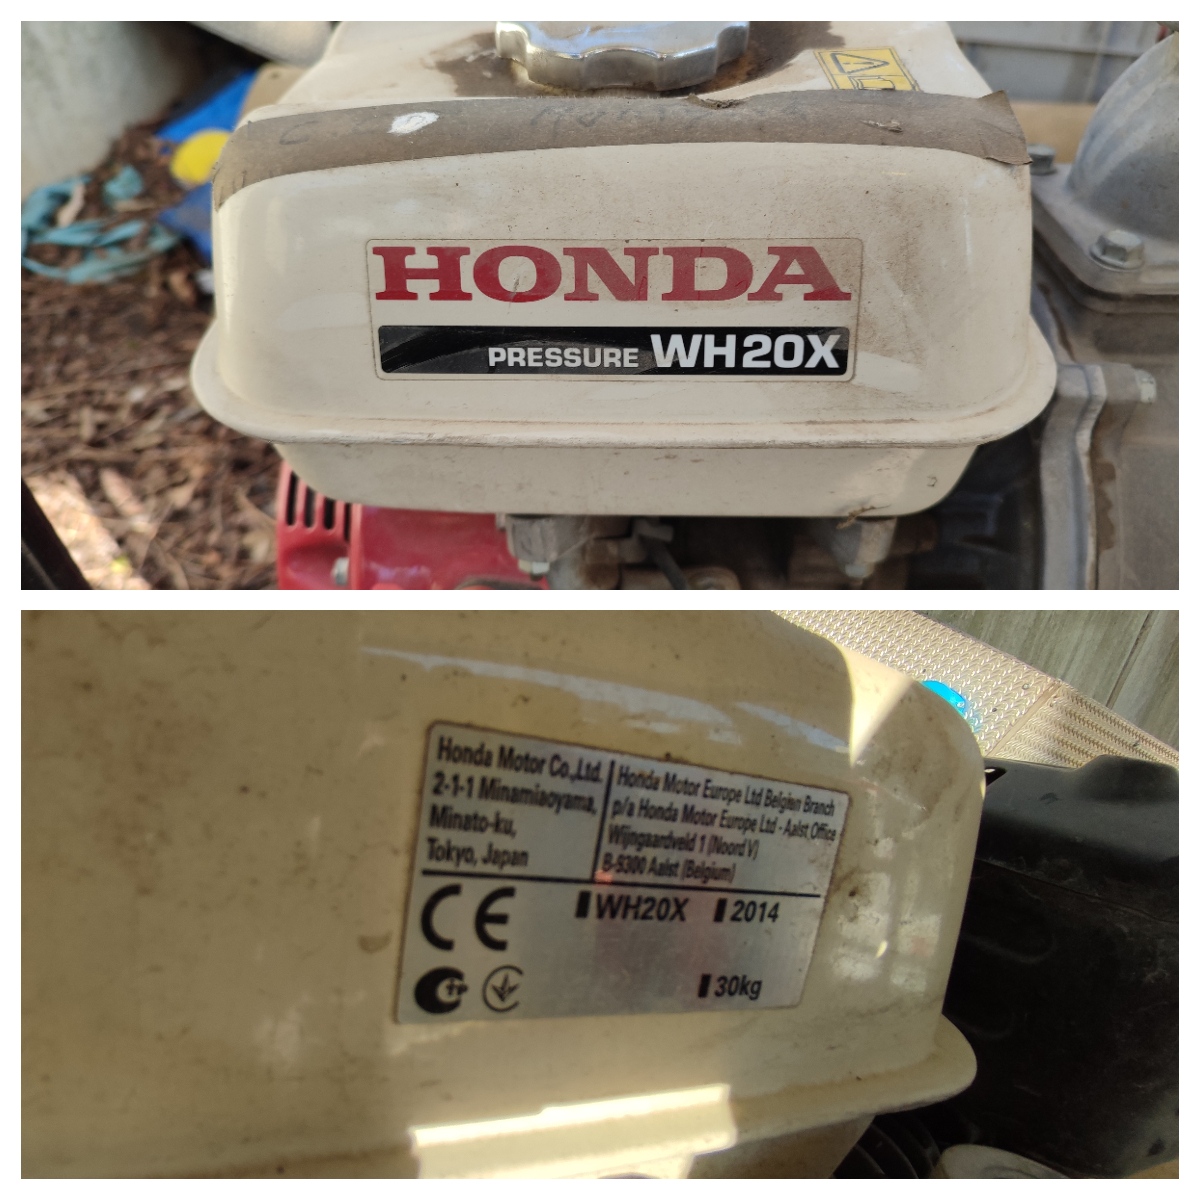 HONDA
PRESSURE WH20X
Honda Motor Co.,Ltd.
2-1-1 Minamiaoyama,
Minato-ku,
Tokyo, Japan
Honda Motor Europe Ltd Belgian Branch
p/a Honda Motor Europe Ltd - Aalst Office
Wijngaardveld 1 (Noord V)
B-9300 Aalst (Belgium)
CE WH20X 2014
30kg